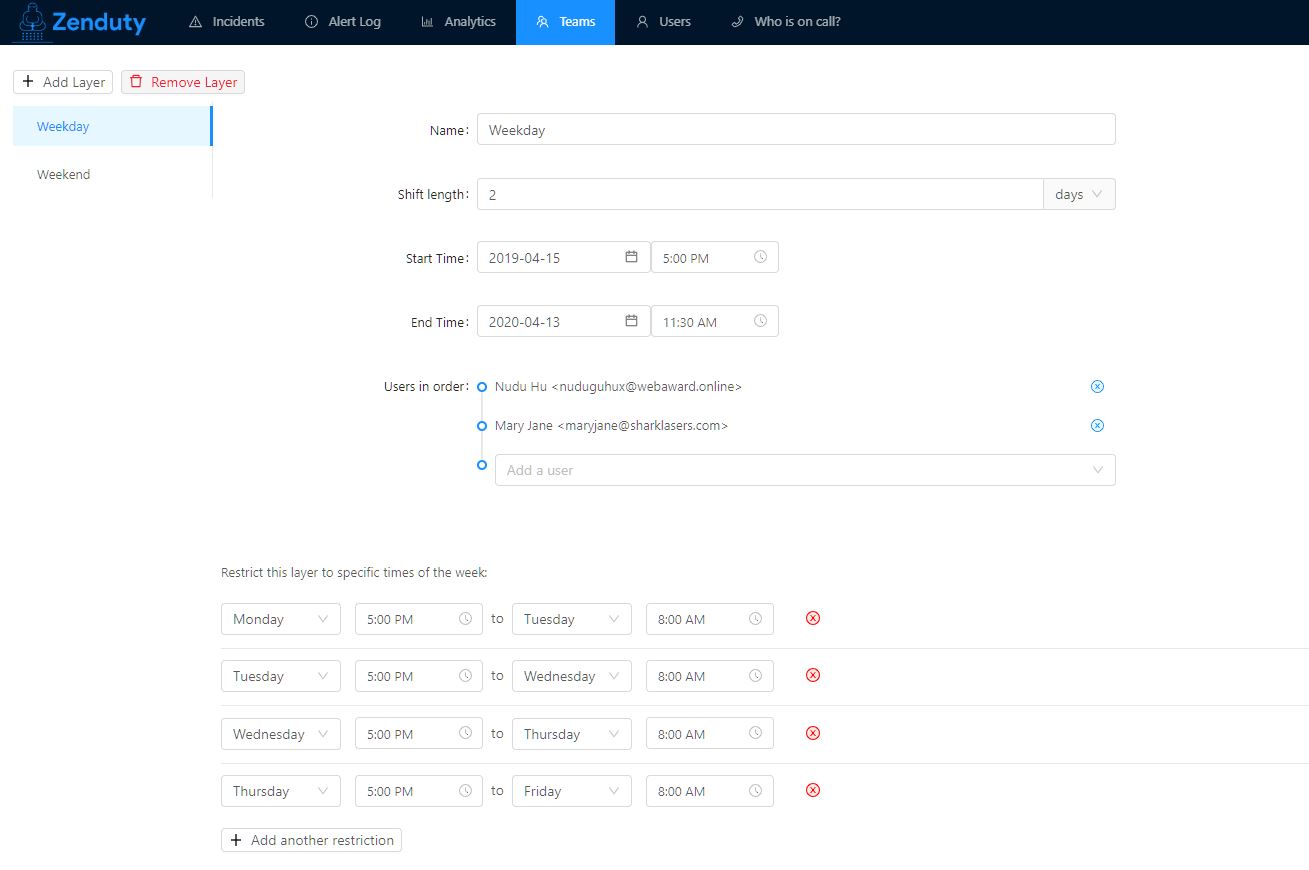 Zenduty Incidents Alert Log Analytics Teams Users Who is on call?
Add Layer Remove Layer
Weekday
Weekend
Name: Weekday
Shift length: 2 days
Start Time: 2019-04-15 5:00 PM
End Time: 2020-04-13 11:30 AM
Users in order: Nudu Hu <nuduguhux@webaward.online>
Mary Jane <maryjane@sharklasers.com>
Add a user
Restrict this layer to specific times of the week:
Monday 5:00 PM to Tuesday 8:00 AM
Tuesday 5:00 PM to Wednesday 8:00 AM
Wednesday 5:00 PM to Thursday 8:00 AM
Thursday 5:00 PM to Friday 8:00 AM
Add another restriction